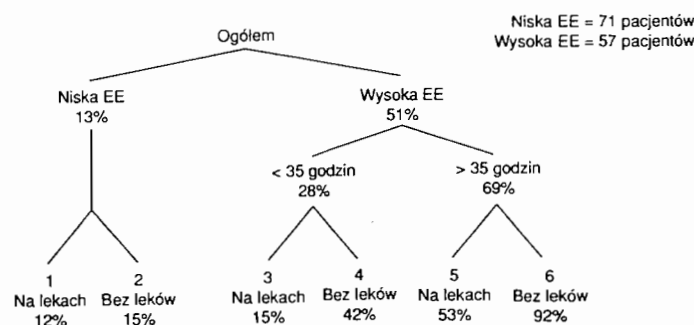 Ogółem
Niska EE = 71 pacjentów
Wysoka EE = 57 pacjentów
Niska EE
13%
Wysoka EE
51%
< 35 godzin
28%
> 35 godzin
69%
1
Na lekach
12%
2
Bez leków
15%
3
Na lekach
15%
4
Bez leków
42%
5
Na lekach
53%
6
Bez leków
92%